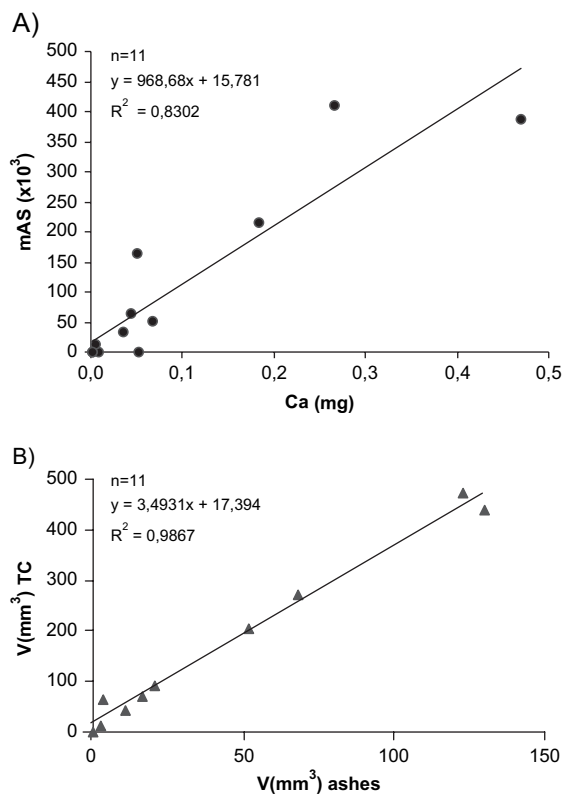 A)
n=11
y = 968,68x + 15,781
R² = 0,8302
mAS (x10³)
500
450
400
350
300
250
200
150
100
50
0
0,0 0,1 0,2 0,3 0,4 0,5
Ca (mg)
B)
n=11
y = 3,4931x + 17,394
R² = 0,9867
V(mm³) TC
500
400
300
200
100
0
0 50 100 150
V(mm³) ashes